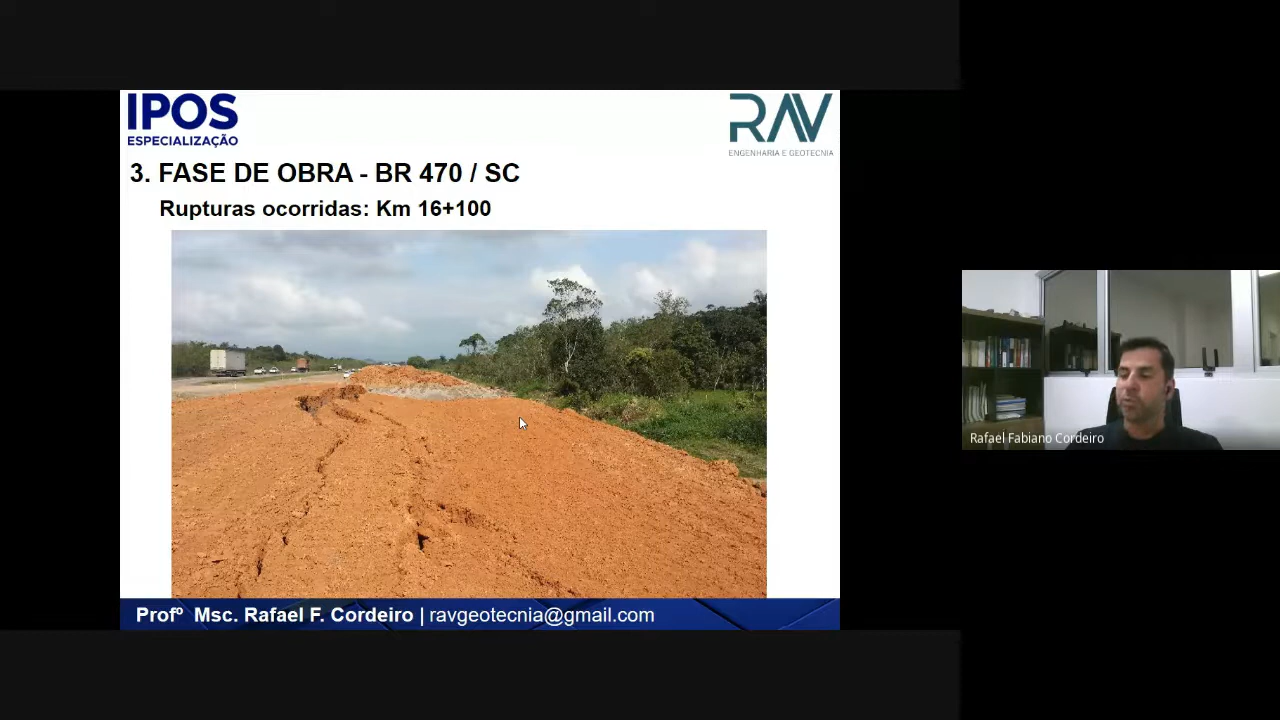 IPOS
ESPECIALIZAÇÃO
RAV
ENGENHARIA E GEOTECNIA
3. FASE DE OBRA - BR 470 / SC
Rupturas ocorridas: Km 16+100
Profº Msc. Rafael F. Cordeiro | ravgeotecnia@gmail.com
Rafael Fabiano Cordeiro